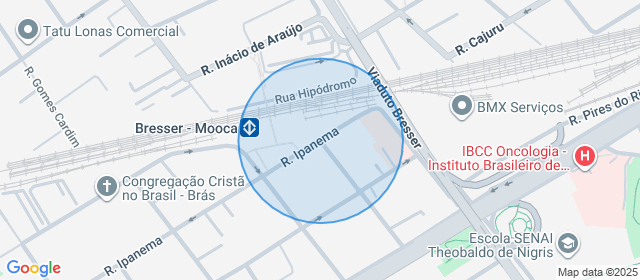 Tatu Lonas Comercial
R. Inácio de Araújo
R. Cajuru
R. Gomes Cardim
Rua Hipódromo
Viaduto Bresser
BMX Serviços
R. Pires do Ri
Bresser - Mooca
R. Ipanema
IBCC Oncologia -
Instituto Brasileiro de...
H
Congregação Cristã
no Brasil - Brás
R. Ipanema
Escola SENAI
Theobaldo de Nigris
Google
Map data ©2025